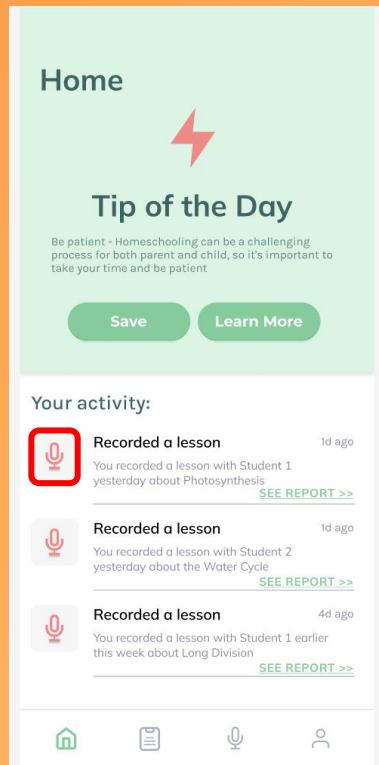 Home
Tip of the Day
Be patient - Homeschooling can be a challenging
process for both parent and child, so it's important to
take your time and be patient
Save
Learn More
Your activity:
Recorded a lesson
1d ago
You recorded a lesson with Student 1
yesterday about Photosynthesis
SEE REPORT >>
Recorded a lesson
1d ago
You recorded a lesson with Student 2
yesterday about the Water Cycle
SEE REPORT >>
Recorded a lesson
4d ago
You recorded a lesson with Student 1 earlier
this week about Long Division
SEE REPORT >>